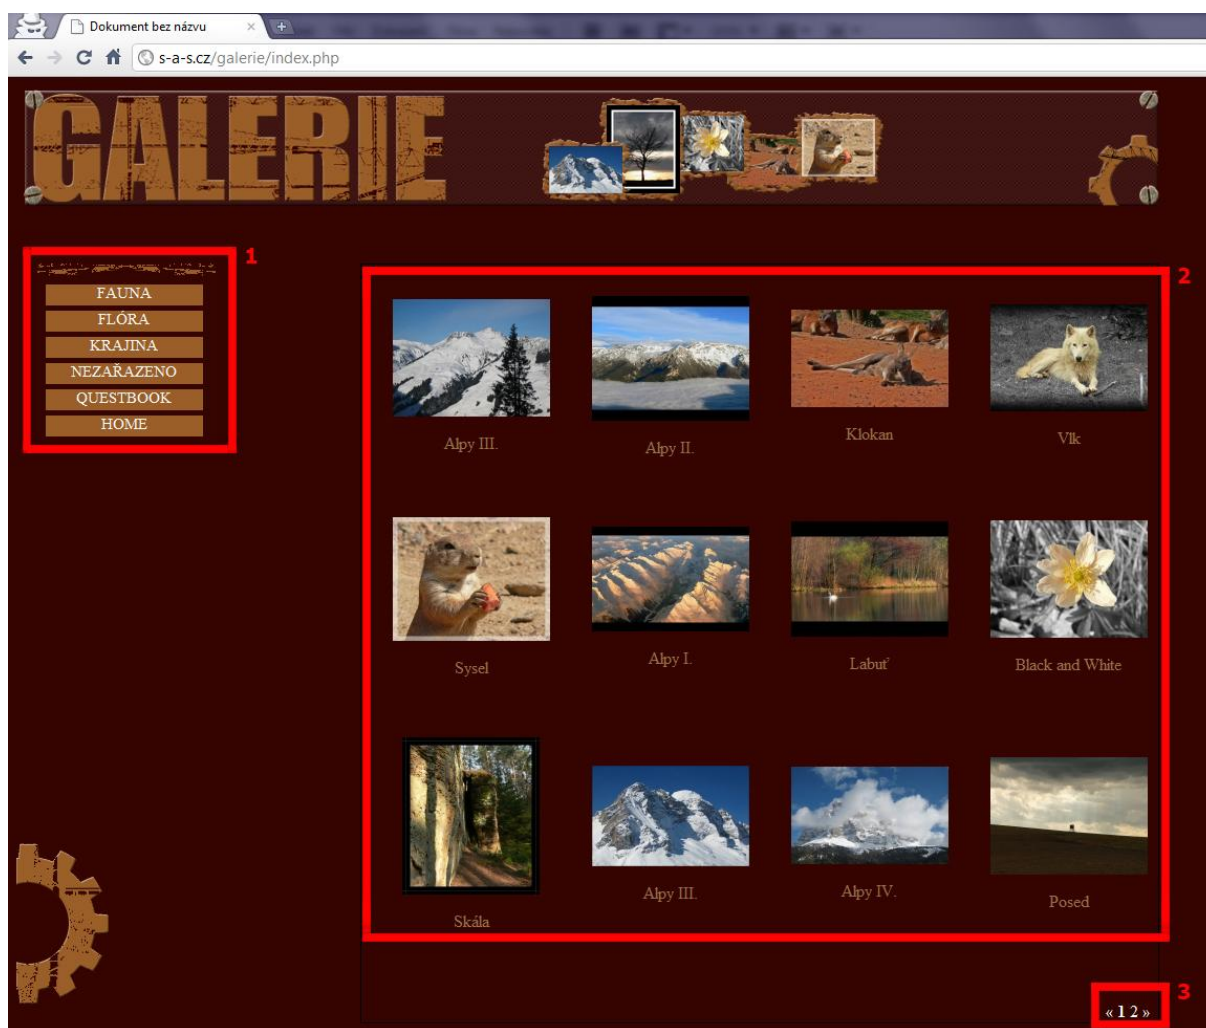 Dokument bez názvu
s-a-s.cz/galerie/index.php
GALERIE
1
FAUNA
FLÓRA
KRAJINA
NEZAŘAZENO
QUESTBOOK
HOME
2
Alpy III.
Alpy II.
Klokan
Vlk
Sysel
Alpy I.
Labuť
Black and White
Skála
Alpy III.
Alpy IV.
Posed
3
« 1 2 »